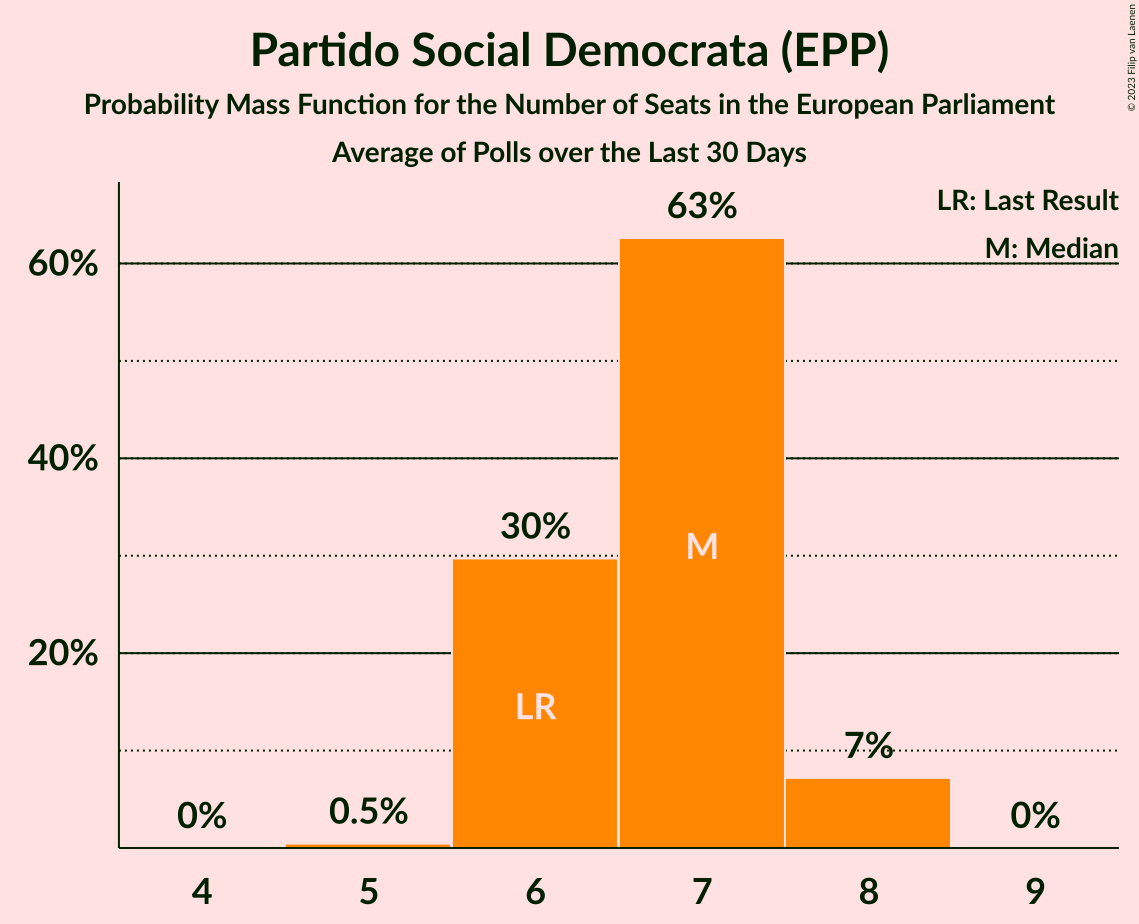 Partido Social Democrata (EPP)
Probability Mass Function for the Number of Seats in the European Parliament
Average of Polls over the Last 30 Days
© 2023 Filip van Laenen
LR: Last Result
M: Median
60%
40%
20%
0%
0.5%
30%
63%
7%
0%
LR
M
4 5 6 7 8 9